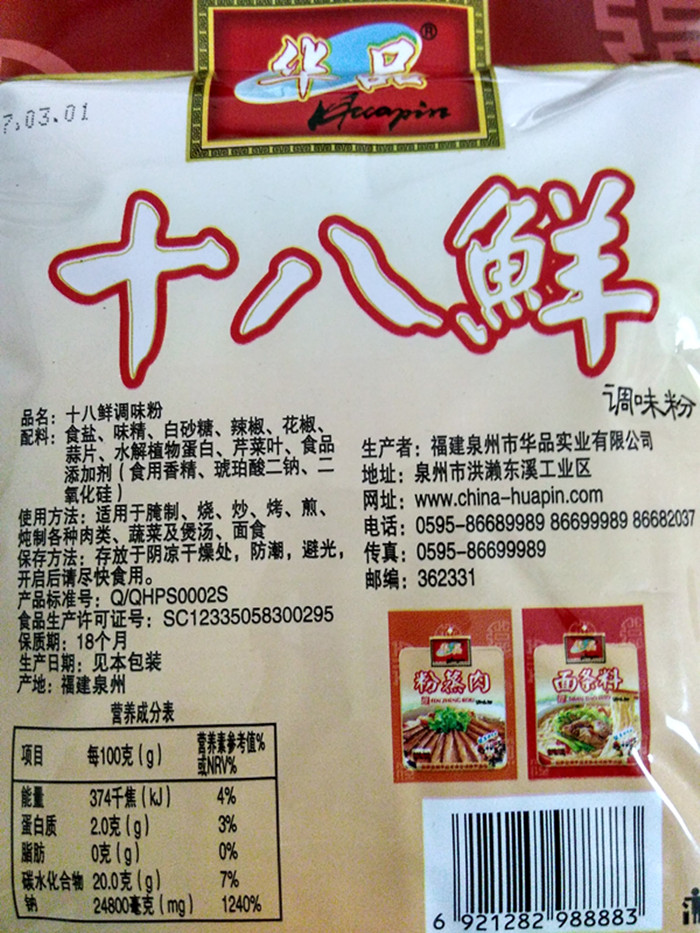 华品®
Huapin
7.03.01
十八鲜
调味粉
品名：十八鲜调味粉
配料：食盐、味精、白砂糖、辣椒、花椒、
蒜片、水解植物蛋白、芹菜叶、食品
添加剂（食用香精、琥珀酸二钠、二
氧化硅）
使用方法：适用于腌制、烧、炒、烤、煎、
炖制各种肉类、蔬菜及煲汤、面食
保存方法：存放于阴凉干燥处，防潮，避光，
开启后请尽快食用。
产品标准号：Q/QHPS0002S
食品生产许可证号：SC12335058300295
保质期：18个月
生产日期：见本包装
产地：福建泉州
生产者：福建泉州市华品实业有限公司
地址：泉州市洪濑东溪工业区
网址：www.china-huapin.com
电话：0595-86689989 86699989 86682037
传真：0595-86699989
邮编：362331
营养成分表
项目 每100克（g） 营养素参考值%
或NRV%
能量 374千焦（kJ） 4%
蛋白质 2.0克（g） 3%
脂肪 0克（g） 0%
碳水化合物 20.0克（g） 7%
钠 24800毫克（mg） 1240%
华品
粉蒸肉
FEN ZHENG ROU
华品
面条料
6 921282 988883